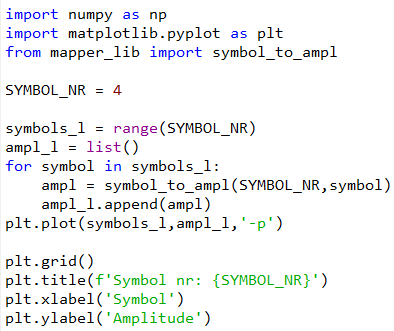 import numpy as np
import matplotlib.pyplot as plt
from mapper_lib import symbol_to_ampl
SYMBOL_NR = 4
symbols_l = range(SYMBOL_NR)
ampl_l = list()
for symbol in symbols_l:
    ampl = symbol_to_ampl(SYMBOL_NR,symbol)
    ampl_l.append(ampl)
plt.plot(symbols_l,ampl_l,'-p')
plt.grid()
plt.title(f'Symbol nr: {SYMBOL_NR}')
plt.xlabel('Symbol')
plt.ylabel('Amplitude')